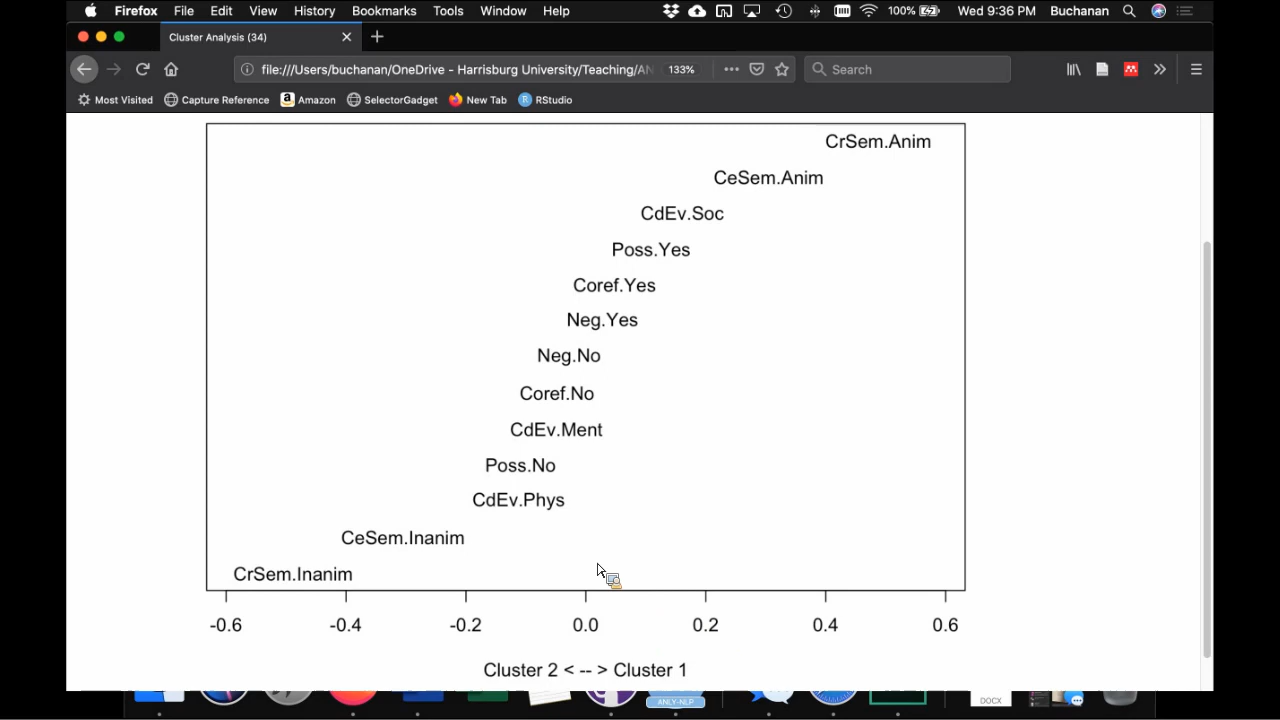 Firefox File Edit View History Bookmarks Tools Window Help 100% Wed 9:36 PM Buchanan
Cluster Analysis (34)
file:///Users/buchanan/OneDrive - Harrisburg University/Teaching/AN 133% Search
Most Visited Capture Reference Amazon SelectorGadget New Tab RStudio
CrSem.Anim
CeSem.Anim
CdEv.Soc
Poss.Yes
Coref.Yes
Neg.Yes
Neg.No
Coref.No
CdEv.Ment
Poss.No
CdEv.Phys
CeSem.Inanim
CrSem.Inanim
-0.6 -0.4 -0.2 0.0 0.2 0.4 0.6
Cluster 2 < -- > Cluster 1
ANLY-NLP DOCX